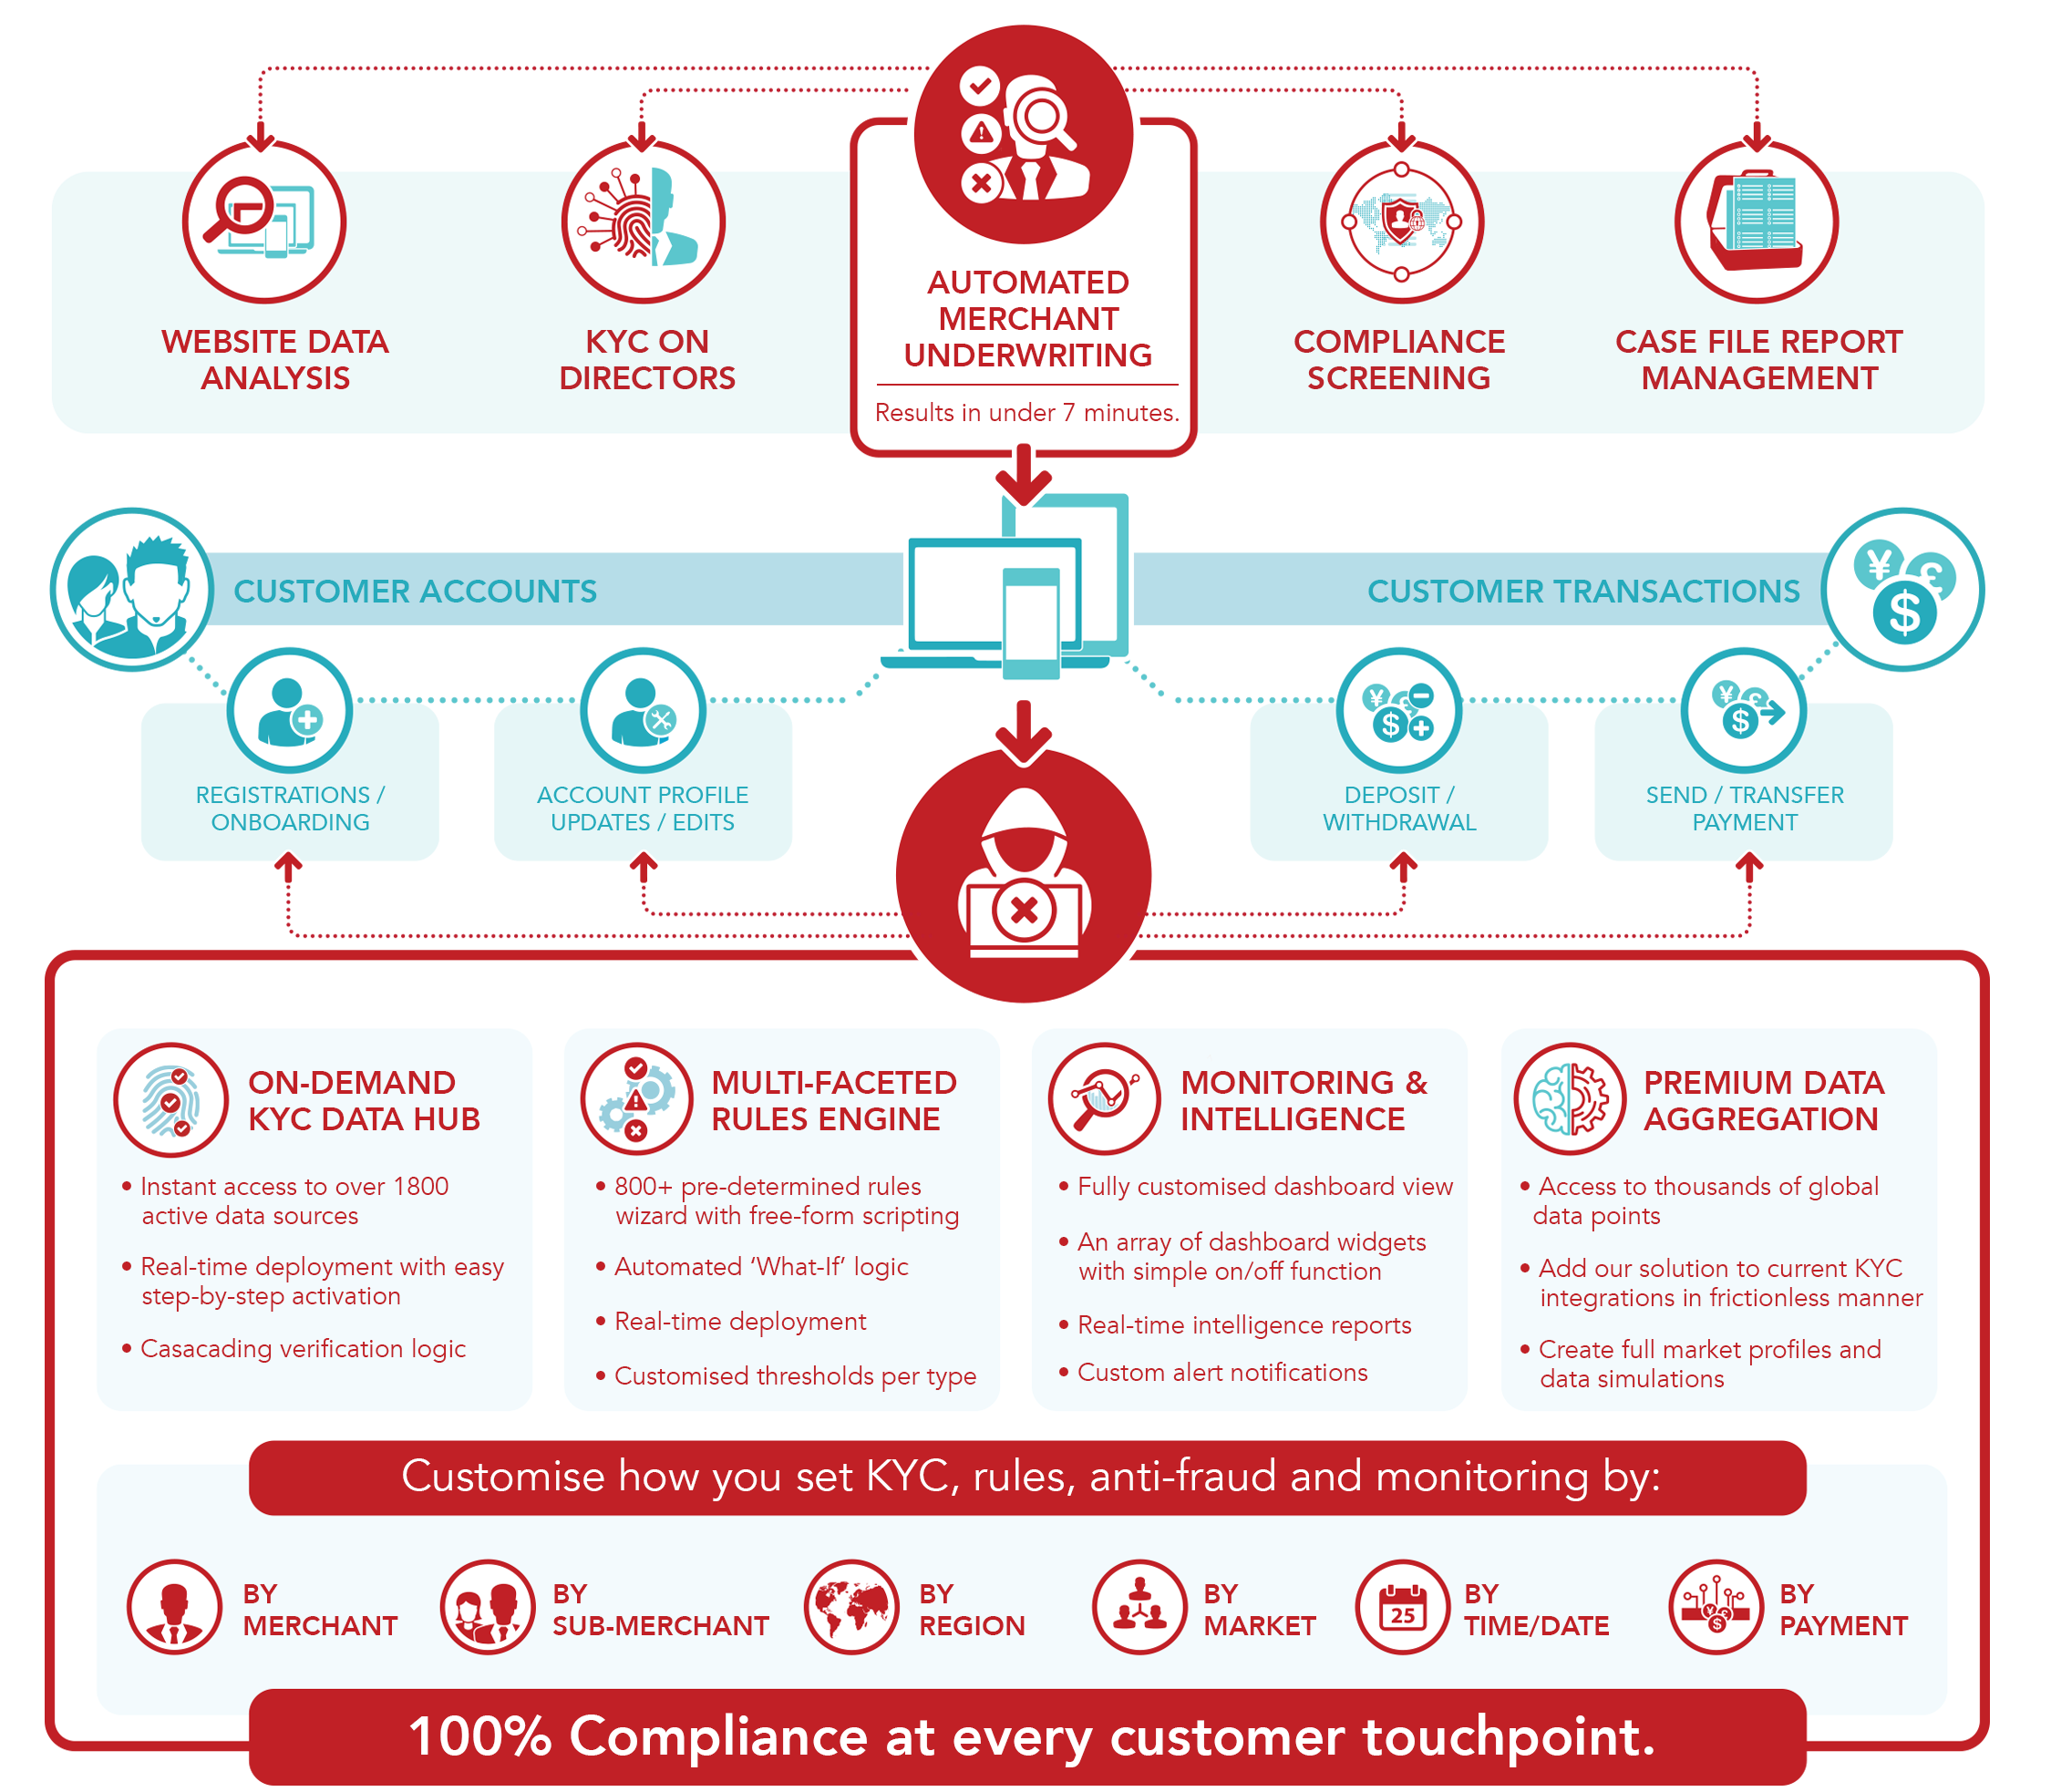 AUTOMATED
MERCHANT
UNDERWRITING
Results in under 7 minutes.
WEBSITE DATA
ANALYSIS
KYC ON
DIRECTORS
COMPLIANCE
SCREENING
CASE FILE REPORT
MANAGEMENT
CUSTOMER ACCOUNTS
CUSTOMER TRANSACTIONS
¥
£
$
REGISTRATIONS /
ONBOARDING
ACCOUNT PROFILE
UPDATES / EDITS
¥ £
$
DEPOSIT /
WITHDRAWAL
¥ £
$
SEND / TRANSFER
PAYMENT
ON-DEMAND
KYC DATA HUB
• Instant access to over 1800
active data sources
• Real-time deployment with easy
step-by-step activation
• Casacading verification logic
MULTI-FACETED
RULES ENGINE
• 800+ pre-determined rules
wizard with free-form scripting
• Automated ‘What-If’ logic
• Real-time deployment
• Customised thresholds per type
MONITORING &
INTELLIGENCE
• Fully customised dashboard view
• An array of dashboard widgets
with simple on/off function
• Real-time intelligence reports
• Custom alert notifications
PREMIUM DATA
AGGREGATION
• Access to thousands of global
data points
• Add our solution to current KYC
integrations in frictionless manner
• Create full market profiles and
data simulations
Customise how you set KYC, rules, anti-fraud and monitoring by:
BY
MERCHANT
BY
SUB-MERCHANT
BY
REGION
BY
MARKET
25
BY
TIME/DATE
¥ £
$
BY
PAYMENT
100% Compliance at every customer touchpoint.